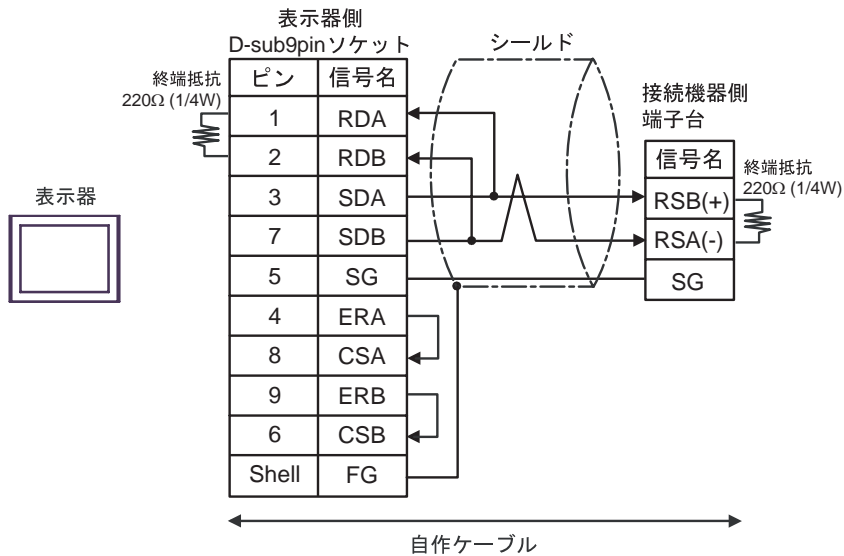 表示器側
D-sub9pinソケット
シールド
終端抵抗
220Ω (1/4W)
ピン 信号名
1 RDA
2 RDB
3 SDA
7 SDB
5 SG
4 ERA
8 CSA
9 ERB
6 CSB
Shell FG
表示器
接続機器側
端子台
信号名
RSB(+)
RSA(-)
SG
終端抵抗
220Ω (1/4W)
自作ケーブル